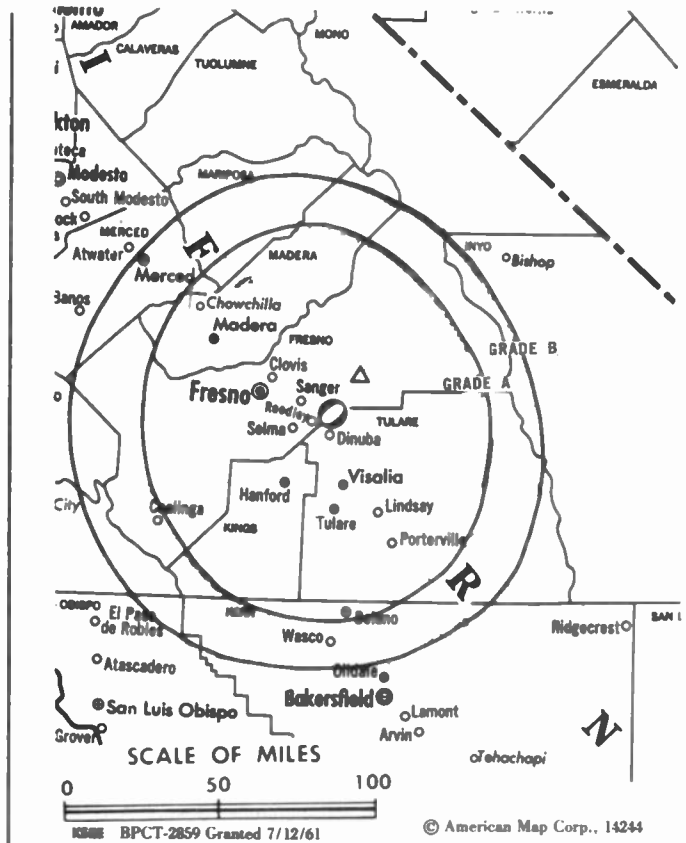 AMADOR
CALAVERAS
MONO
TUOLUMNE
ESMERALDA
I
kton
Modesto
South Modesto
ock
MARIPOSA
MERCED
Atwater
Merced
F
MADERA
INYO
Bishop
Banos
Chowchilla
Madera
FRESNO
GRADE B
Clovis
GRADE A
Fresno
Sanger
Reedley
TULARE
Selma
Dinuba
Visalia
Hanford
City
Coalinga
Lindsay
KINGS
Tulare
Porterville
R
OBISPO
KERN
Delano
SAN L
El Paso
de Robles
Wasco
Ridgecrest
Atascadero
Oildale
Bakersfield
San Luis Obispo
Lamont
N
Grover
Arvin
Tehachapi
SCALE OF MILES
0 50 100
BPCT-2859 Granted 7/12/61
© American Map Corp., 14244